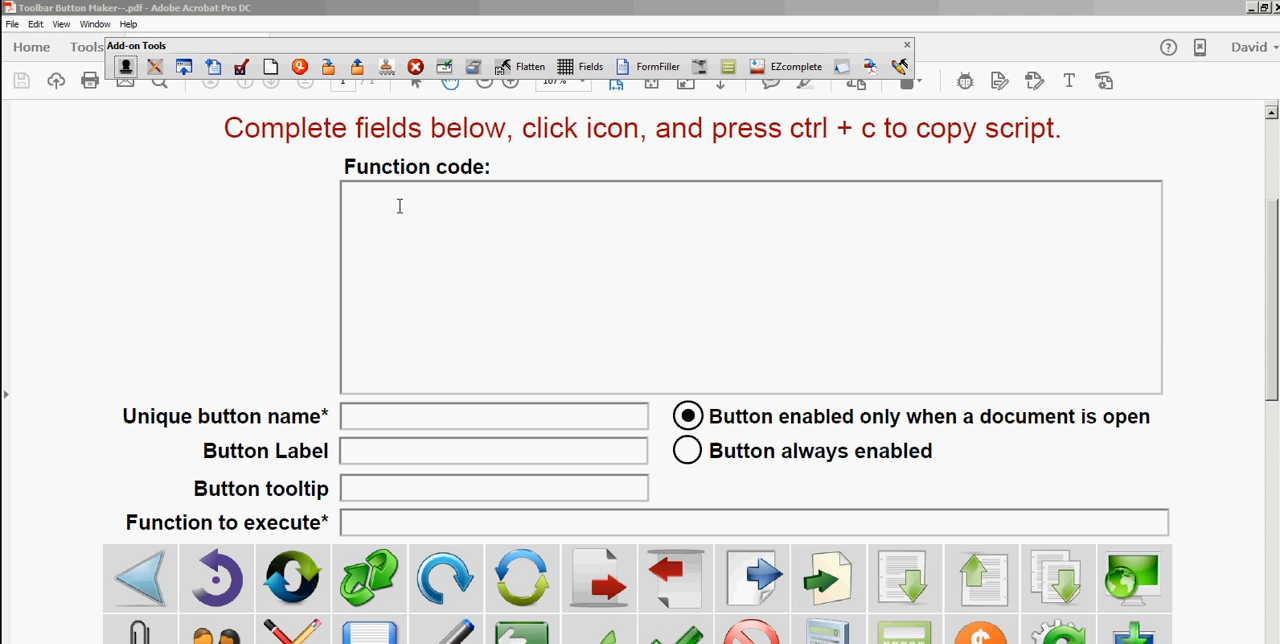 Toolbar Button Maker--.pdf - Adobe Acrobat Pro DC
File Edit View Window Help
Home Tools
Add-on Tools
David
Flatten Fields FormFiller EZcomplete
Complete fields below, click icon, and press ctrl + c to copy script.
Function code:
Unique button name*
Button enabled only when a document is open
Button Label
Button always enabled
Button tooltip
Function to execute*